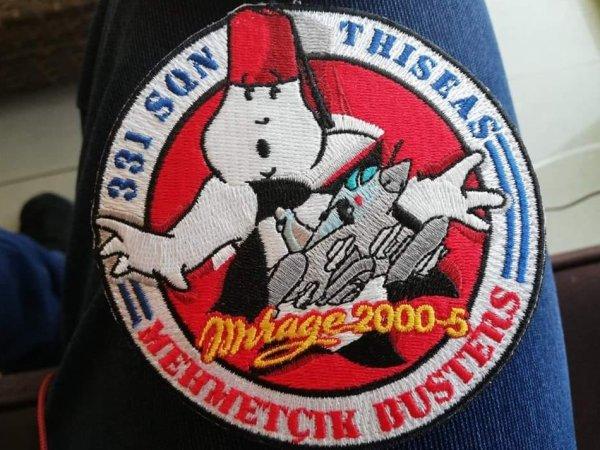 331 SQN
THISEAS
Mirage 2000-5
MEHMETÇIK BUSTERS